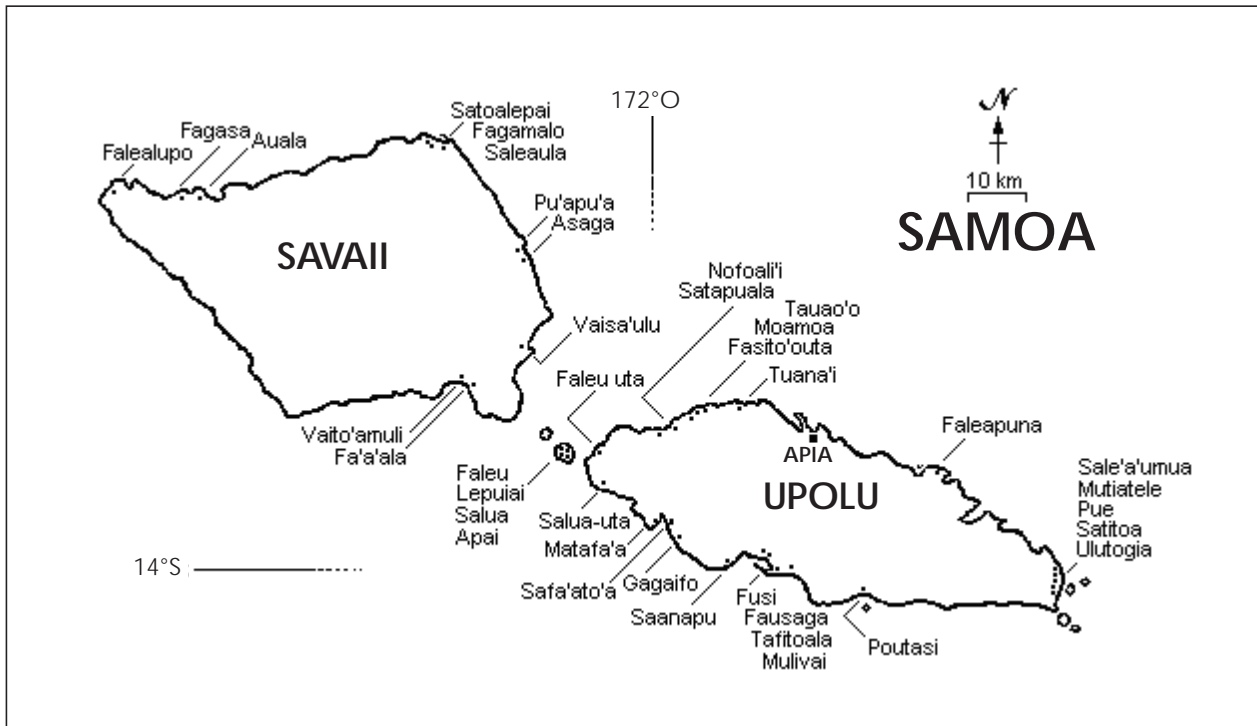 172°O
N
10 km
SAMOA
Satoalepai
Fagamalo
Saleaula
Fagasa
Auala
Falealupo
Pu'apu'a
Asaga
SAVAII
Nofoali'i
Satapuala
Tauao'o
Moamoa
Fasito'outa
Tuana'i
Vaisa'ulu
Faleu uta
Vaito'amuli
Fa'a'ala
Faleapuna
APIA
UPOLU
Faleu
Lepuiai
Salua
Apai
Sale'a'umua
Mutiatele
Pue
Satitoa
Ulutogia
Salua-uta
Matafa'a
14°S
Safa'ato'a
Gagaifo
Saanapu
Fusi
Fausaga
Tafitoala
Mulivai
Poutasi